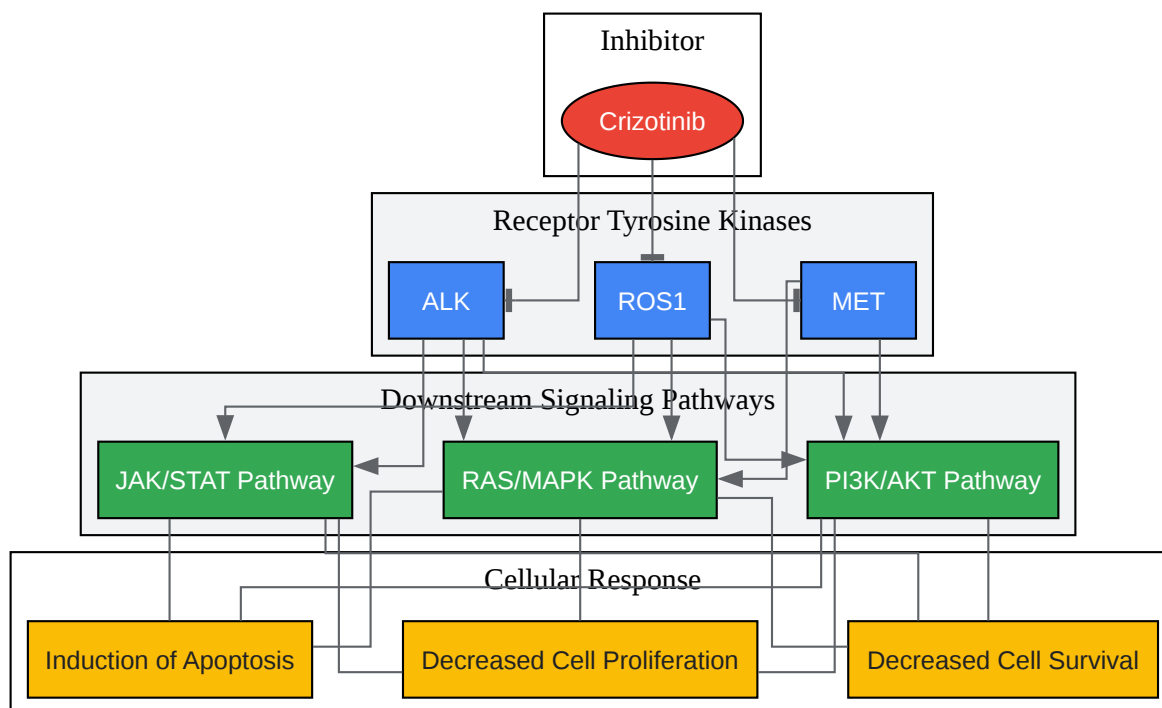 Inhibitor
Crizotinib
Receptor Tyrosine Kinases
ALK
ROS1
MET
Downstream Signaling Pathways
JAK/STAT Pathway
RAS/MAPK Pathway
PI3K/AKT Pathway
Cellular Response
Induction of Apoptosis
Decreased Cell Proliferation
Decreased Cell Survival